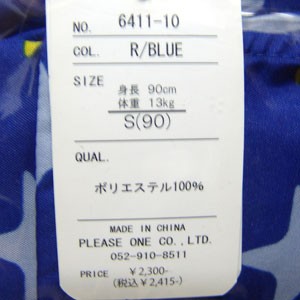 NO. 6411-10
COL. R/BLUE
SIZE
身長 90cm
体重 13kg
S(90)
QUAL.
ポリエステル100%
MADE IN CHINA
PLEASE ONE CO., LTD.
052-910-8511
PRICE ¥2,300-
(税込¥2,415-)